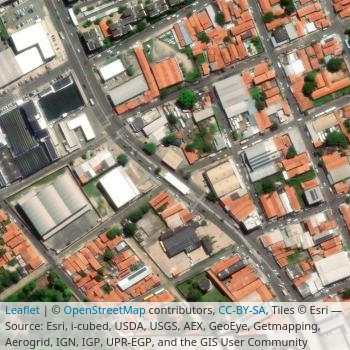 Leaflet | © OpenStreetMap contributors, CC-BY-SA, Tiles © Esri —
Source: Esri, i-cubed, USDA, USGS, AEX, GeoEye, Getmapping,
Aerogrid, IGN, IGP, UPR-EGP, and the GIS User Community